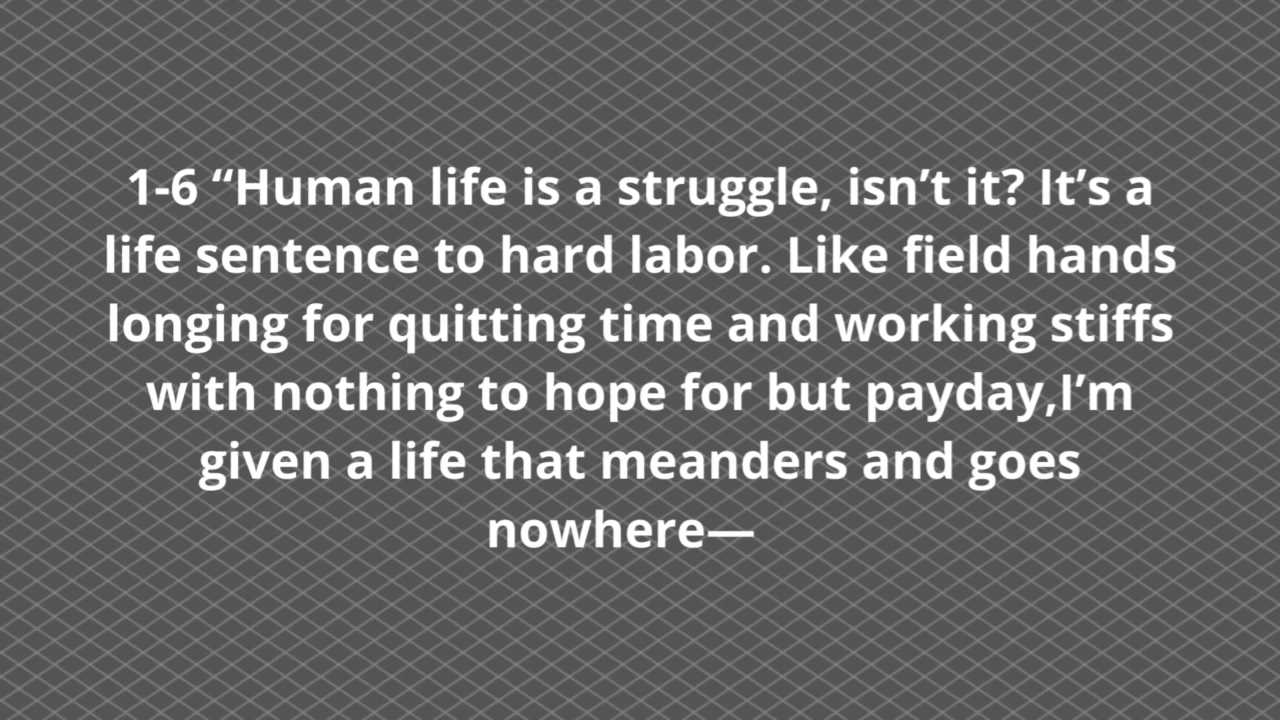 1-6 “Human life is a struggle, isn’t it? It’s a
life sentence to hard labor. Like field hands
longing for quitting time and working stiffs
with nothing to hope for but payday,I’m
given a life that meanders and goes
nowhere—